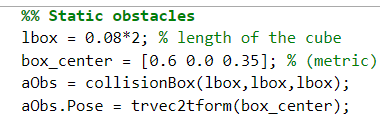 %% Static obstacles
lbox = 0.08*2; % length of the cube
box_center = [0.6 0.0 0.35]; % (metric)
aObs = collisionBox(lbox,lbox,lbox);
aObs.Pose = trvec2tform(box_center);